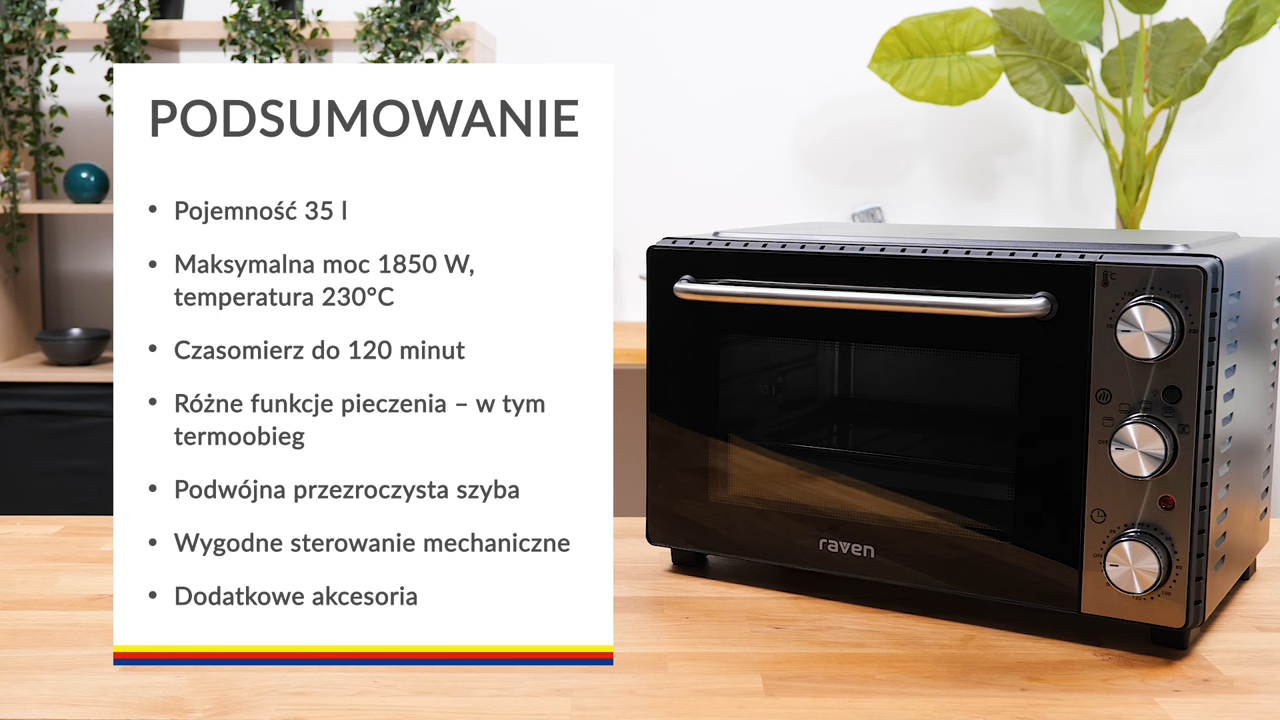 PODSUMOWANIE
• Pojemność 35 l
• Maksymalna moc 1850 W,
temperatura 230°C
• Czasomierz do 120 minut
• Różne funkcje pieczenia – w tym
termoobieg
• Podwójna przezroczysta szyba
• Wygodne sterowanie mechaniczne
• Dodatkowe akcesoria
raven